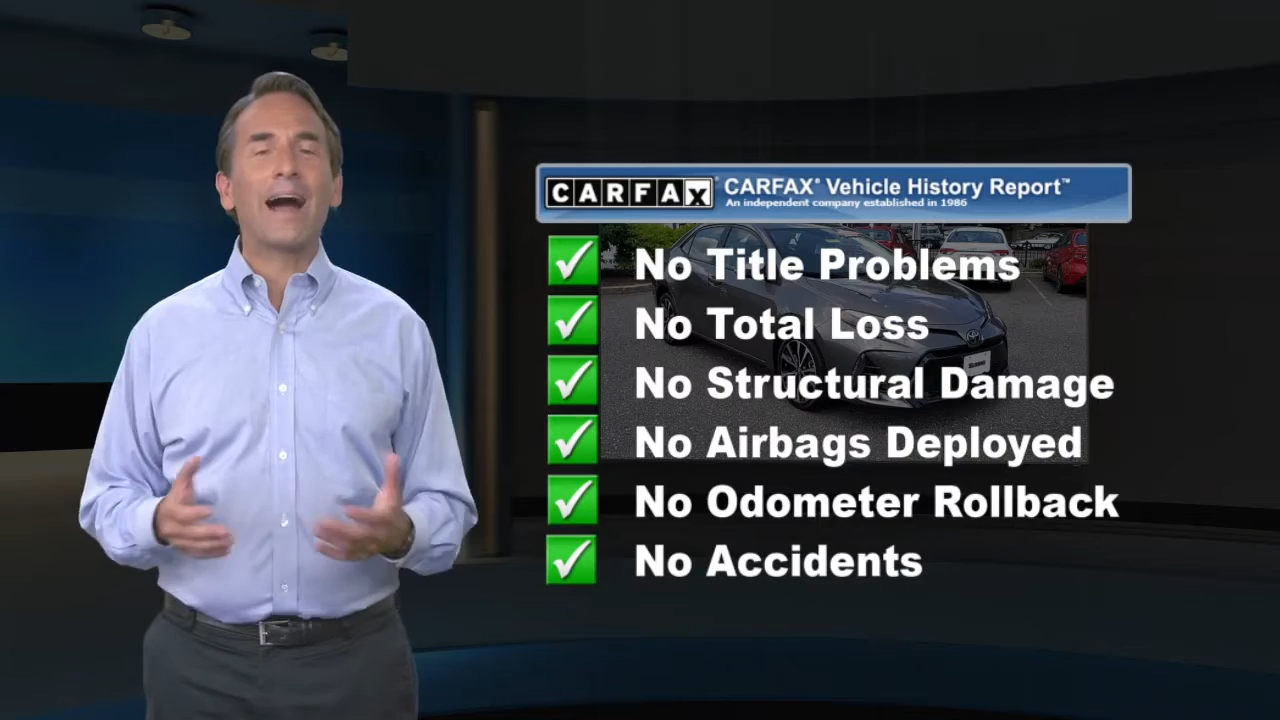 CARFAX
CARFAX® Vehicle History Report™
An independent company established in 1986
No Title Problems
No Total Loss
No Structural Damage
No Airbags Deployed
No Odometer Rollback
No Accidents